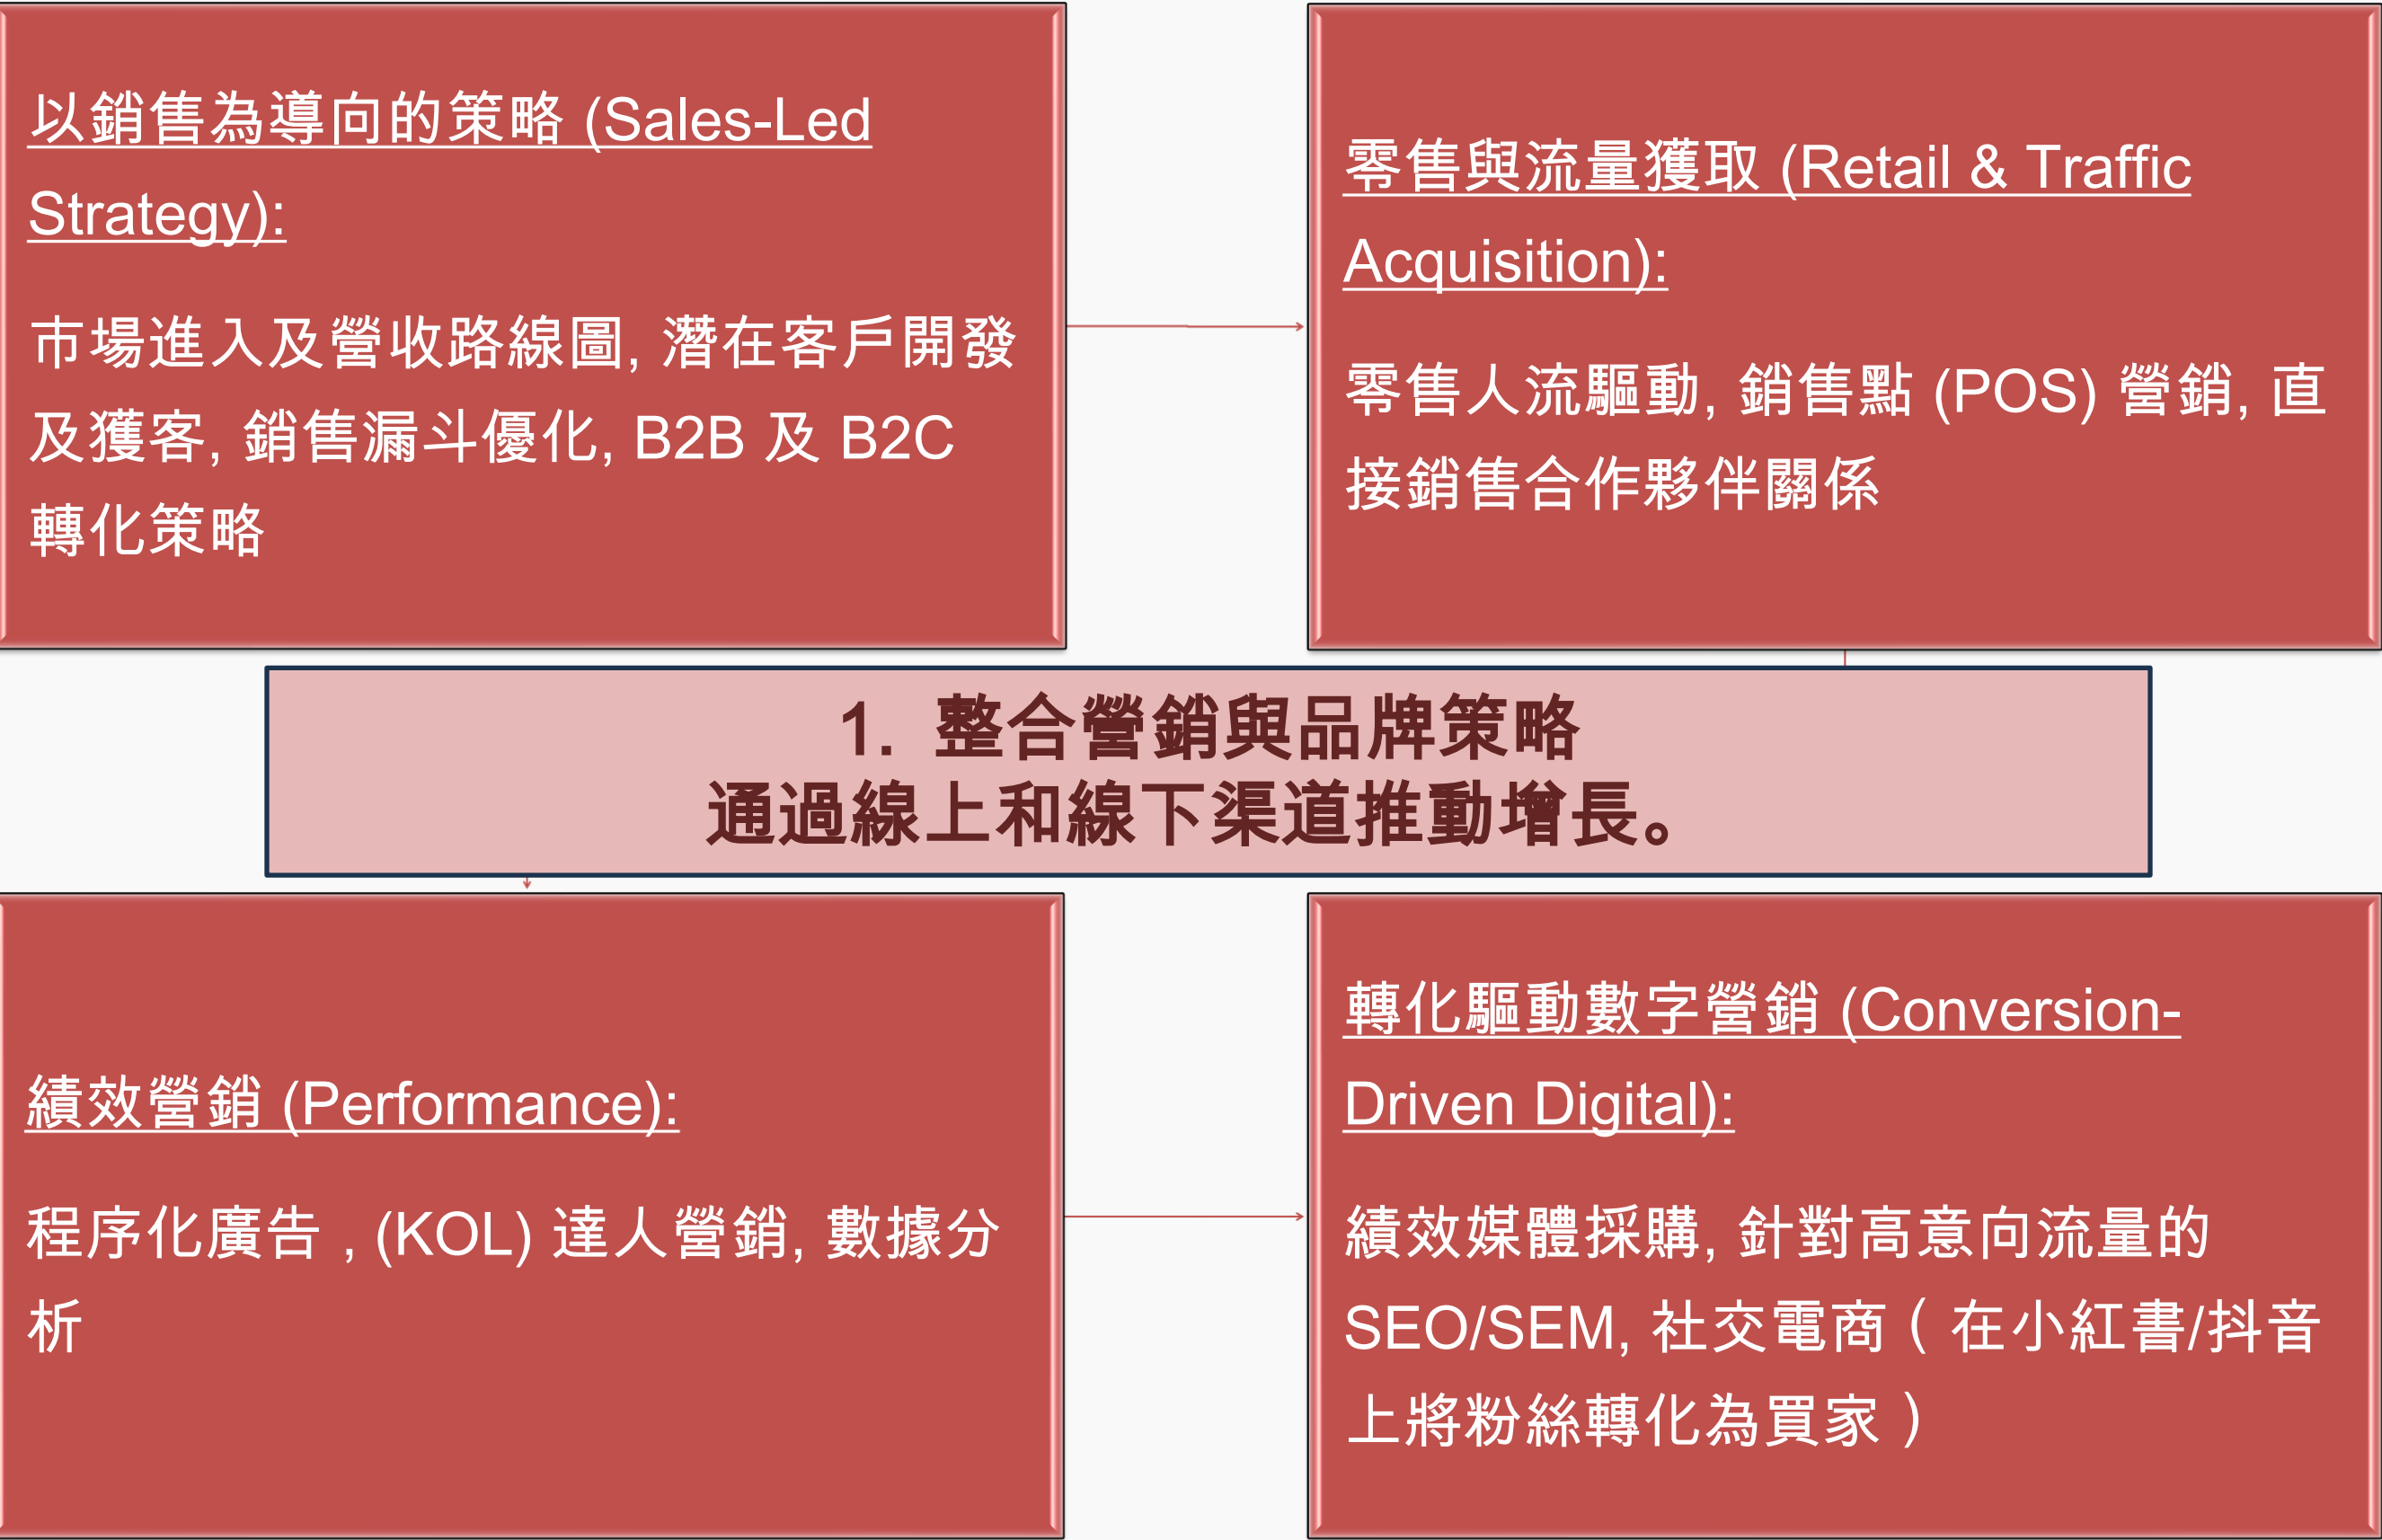 以銷售為導向的策略 (Sales-Led
Strategy):
市場進入及營收路線圖, 潛在客戶開發
及獲客, 銷售漏斗優化, B2B 及 B2C
轉化策略
零售與流量獲取 (Retail & Traffic
Acquisition):
零售人流驅動, 銷售點 (POS) 營銷, 直
接銷售合作夥伴關係
1. 整合營銷與品牌策略
透過線上和線下渠道推動增長。
績效營銷 (Performance):
程序化廣告, (KOL) 達人營銷, 數據分
析
轉化驅動數字營銷 (Conversion-
Driven Digital):
績效媒體採購, 針對高意向流量的
SEO/SEM, 社交電商 ( 在小紅書/抖音
上將粉絲轉化為買家 )